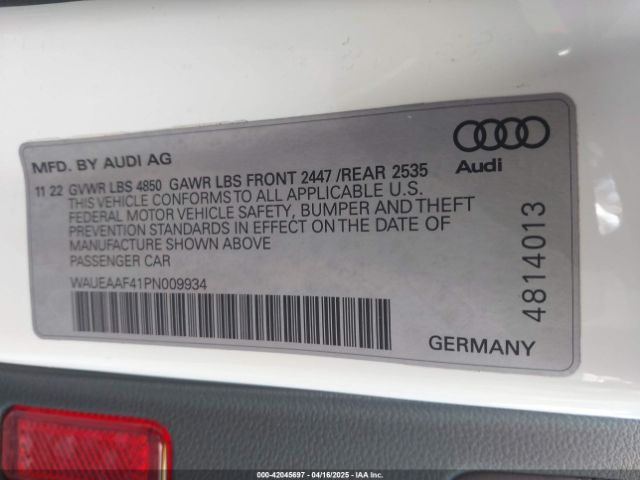 MFD. BY AUDI AG
Audi
11 22 GVWR LBS 4850 GAWR LBS FRONT 2447 /REAR 2535
THIS VEHICLE CONFORMS TO ALL APPLICABLE U.S.
FEDERAL MOTOR VEHICLE SAFETY, BUMPER AND THEFT
PREVENTION STANDARDS IN EFFECT ON THE DATE OF
MANUFACTURE SHOWN ABOVE
PASSENGER CAR
WAUEAAF41PN009934
4814013
GERMANY
000-42045697 - 04/16/2025 - IAAI.COM